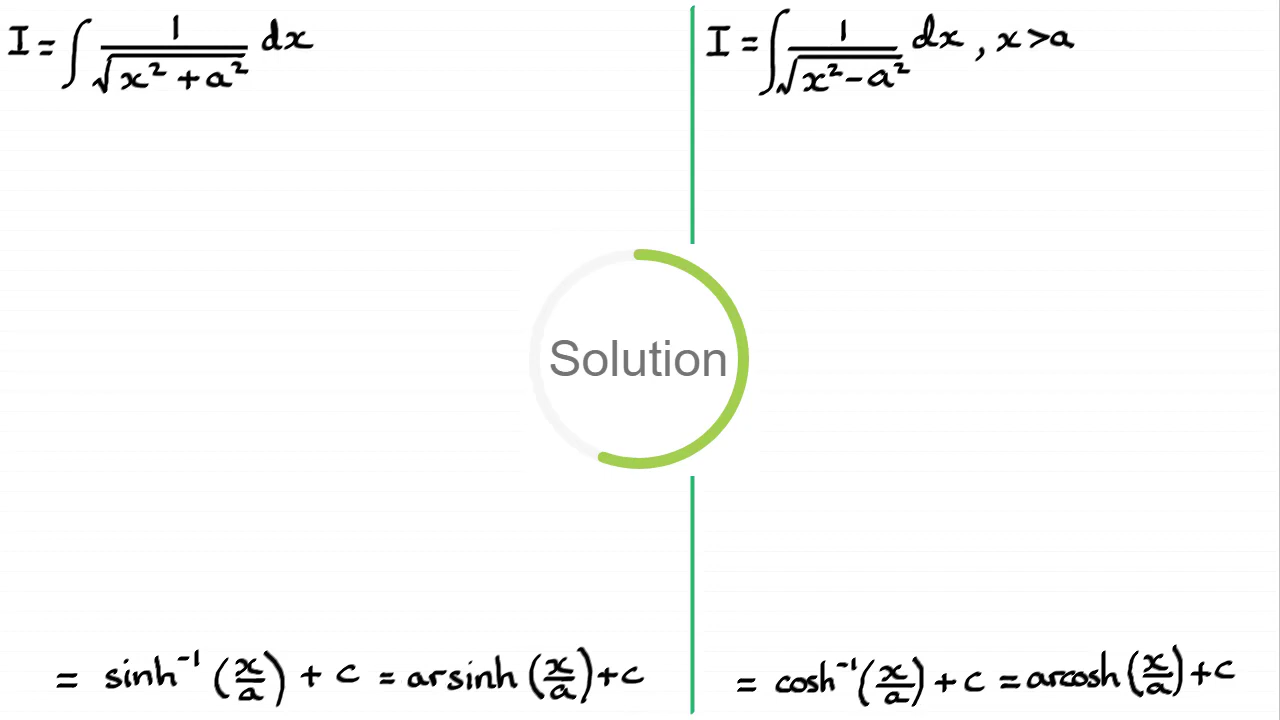 I = ∫ 1/√(x² + a²) dx
I = ∫ 1/√(x² − a²) dx , x > a
Solution
= sinh⁻¹ (x/a) + c = arsinh (x/a) + c
= cosh⁻¹ (x/a) + c = arcosh (x/a) + c